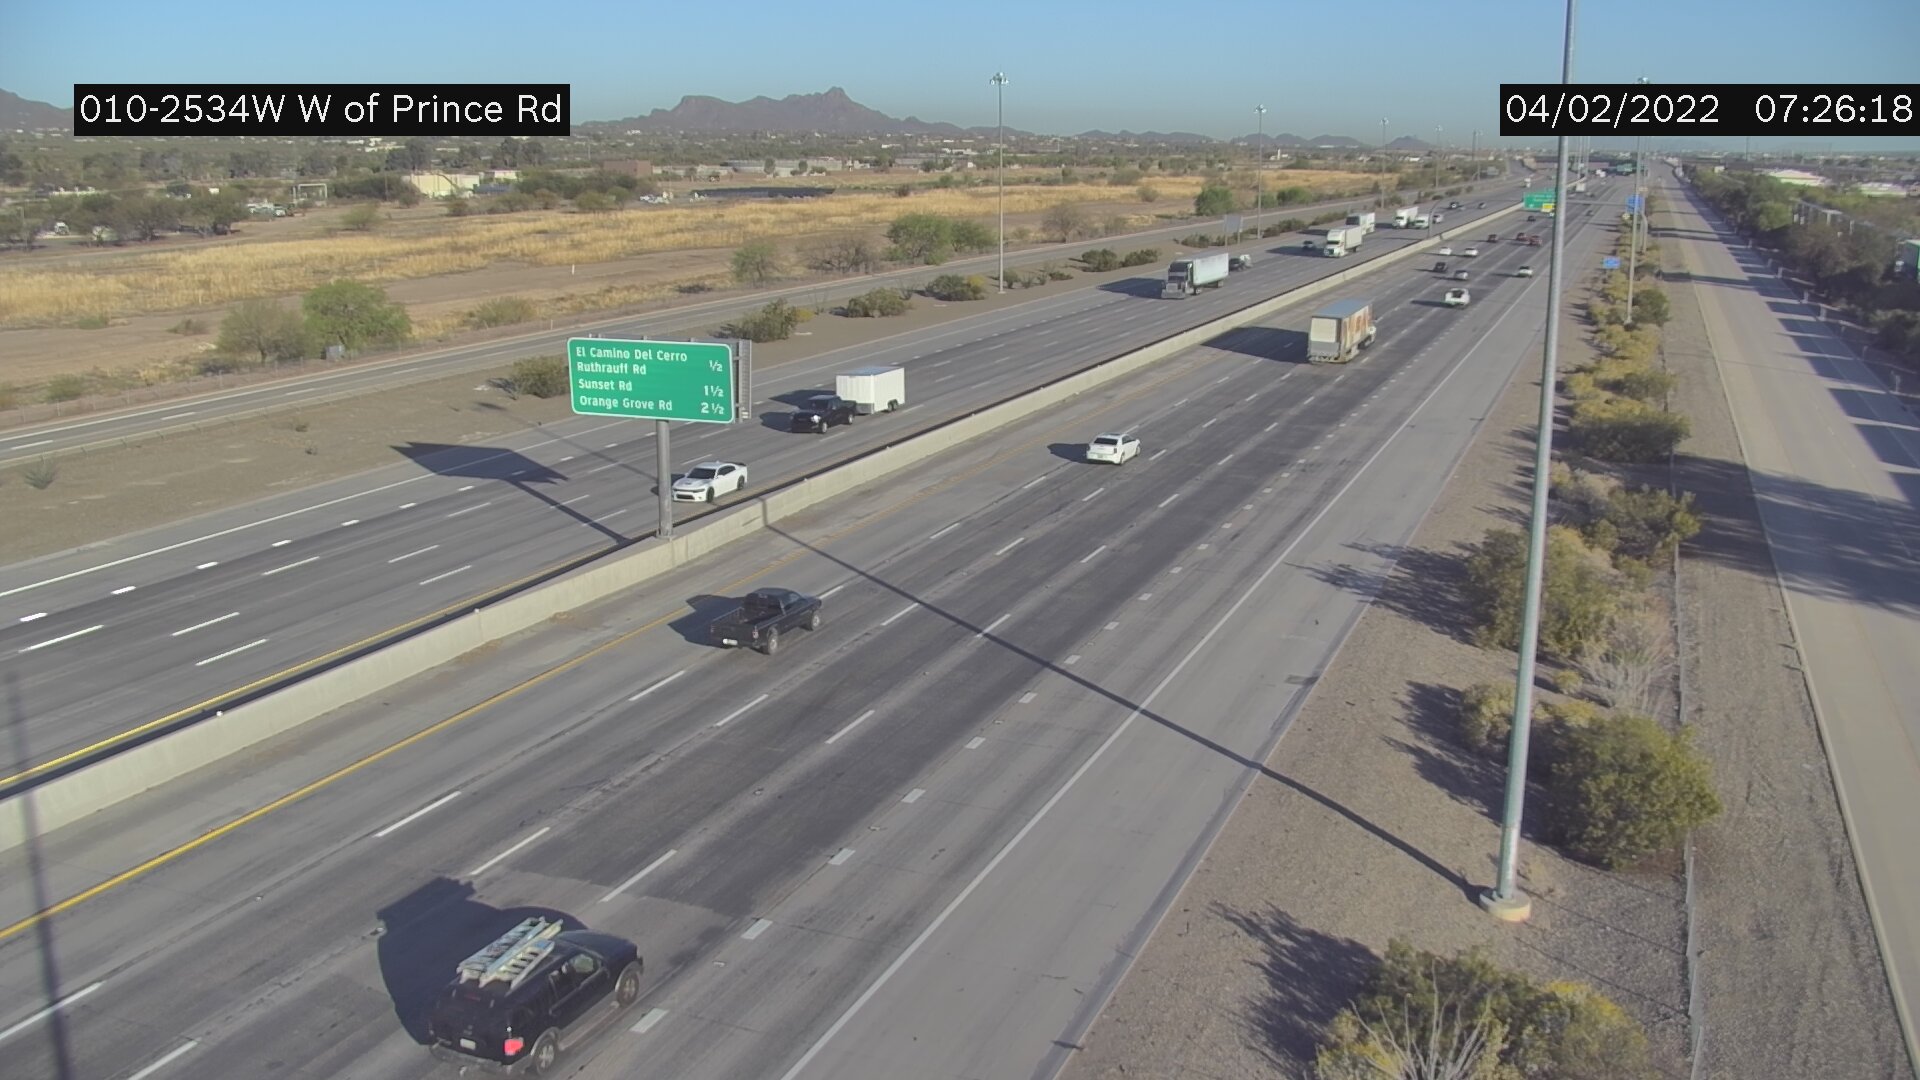 010-2534W W of Prince Rd
04/02/2022 07:26:18
El Camino Del Cerro
Ruthrauff Rd 1/2
Sunset Rd 1 1/2
Orange Grove Rd 2 1/2